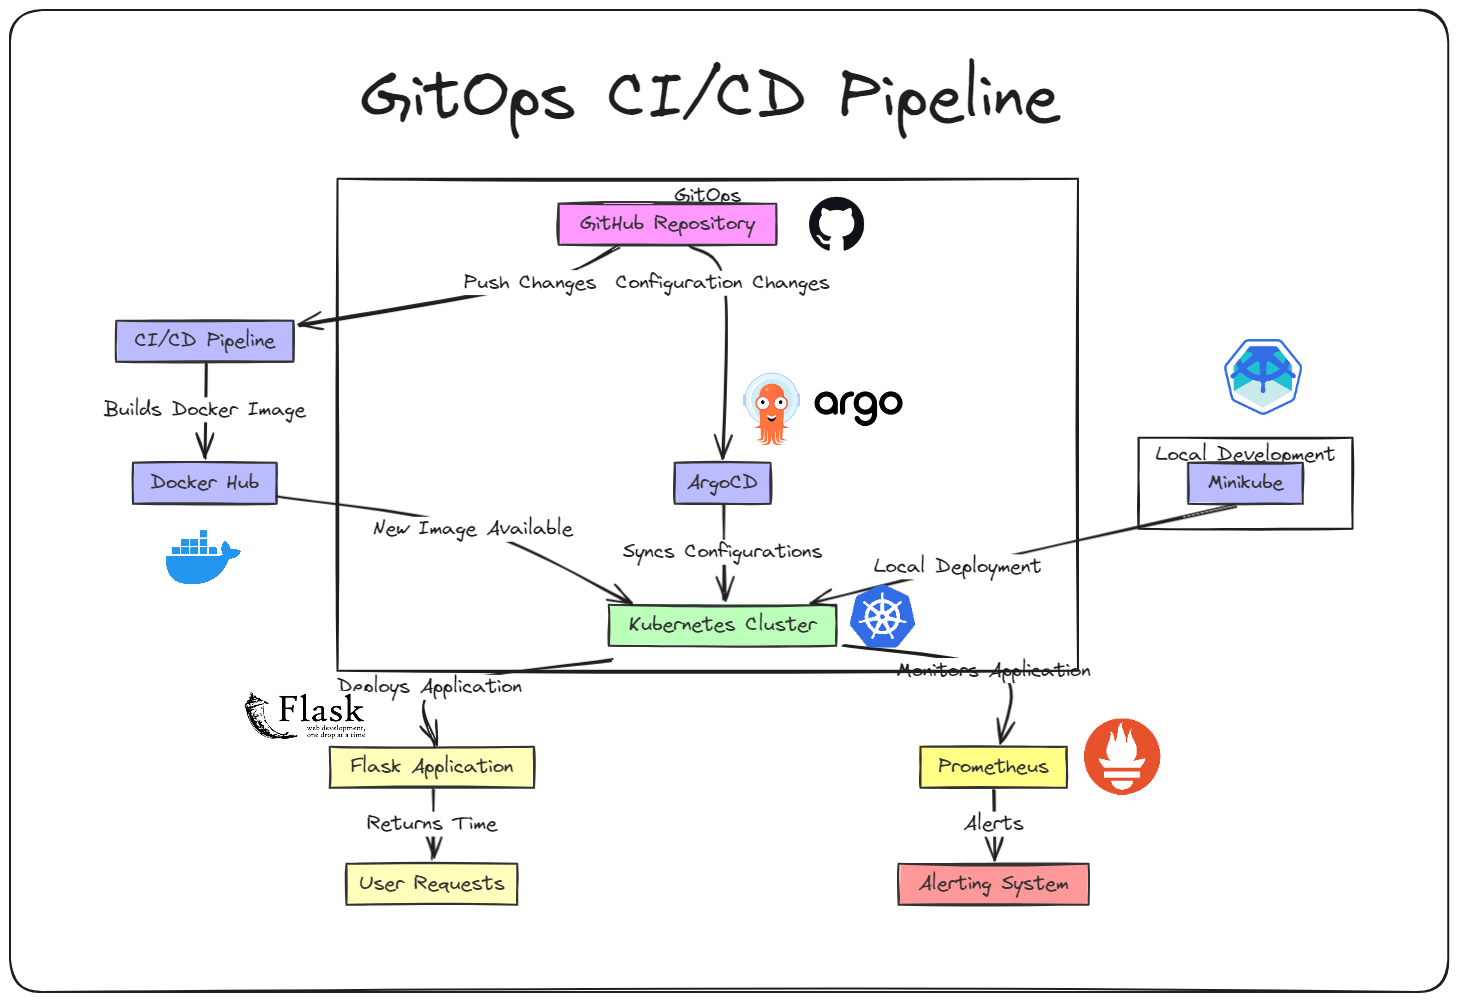 GitOps CI/CD Pipeline
GitOps
GitHub Repository
Push Changes
Configuration Changes
CI/CD Pipeline
Builds Docker Image
argo
Local Development
Docker Hub
ArgoCD
Minikube
New Image Available
Syncs Configurations
Local Deployment
Kubernetes Cluster
Deploys Application
Monitors Application
Flask
web development,
one drop at a time
Flask Application
Prometheus
Returns Time
Alerts
User Requests
Alerting System